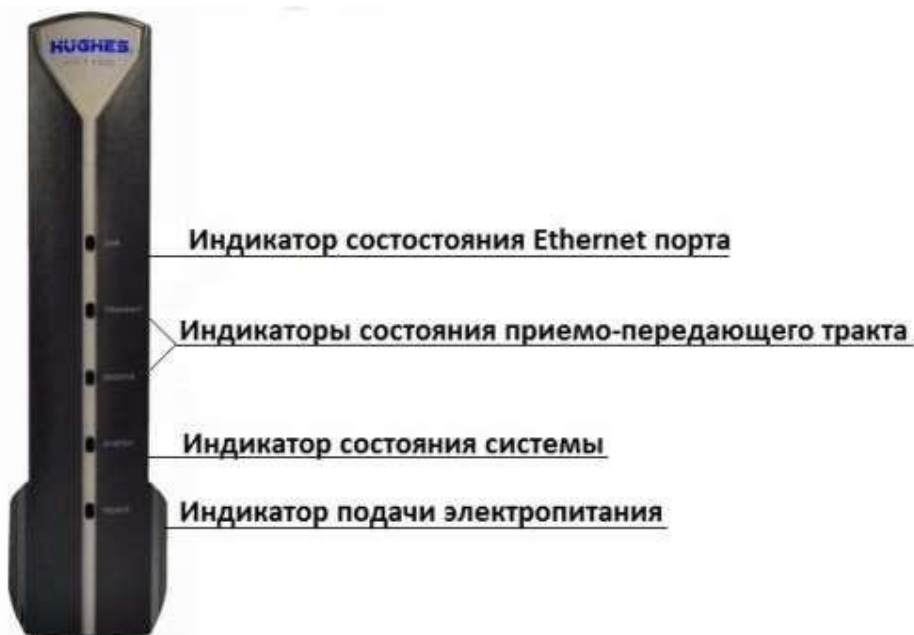 HUGHES
Индикатор состостояния Ethernet порта
Индикаторы состояния приемо-передающего тракта
Индикатор состояния системы
Индикатор подачи электропитания